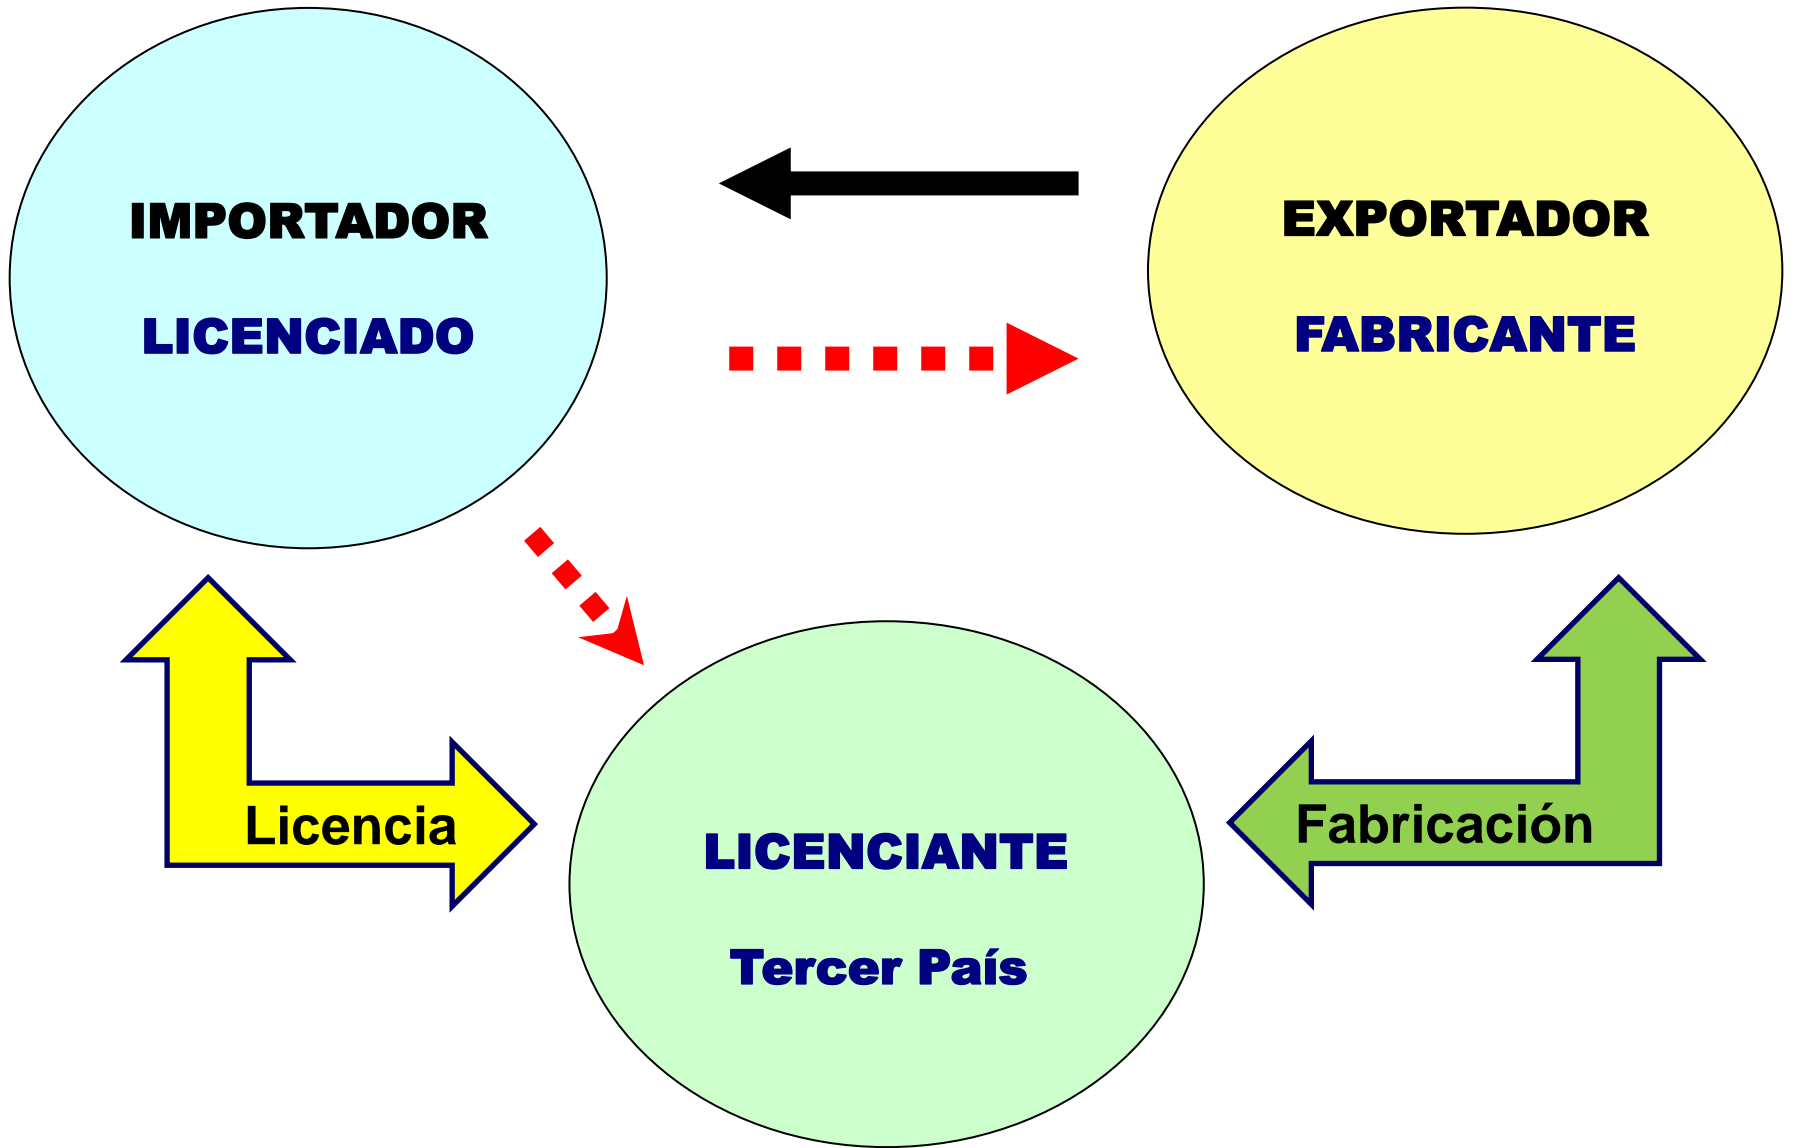 IMPORTADOR
LICENCIADO
EXPORTADOR
FABRICANTE
Licencia
LICENCIANTE
Tercer País
Fabricación